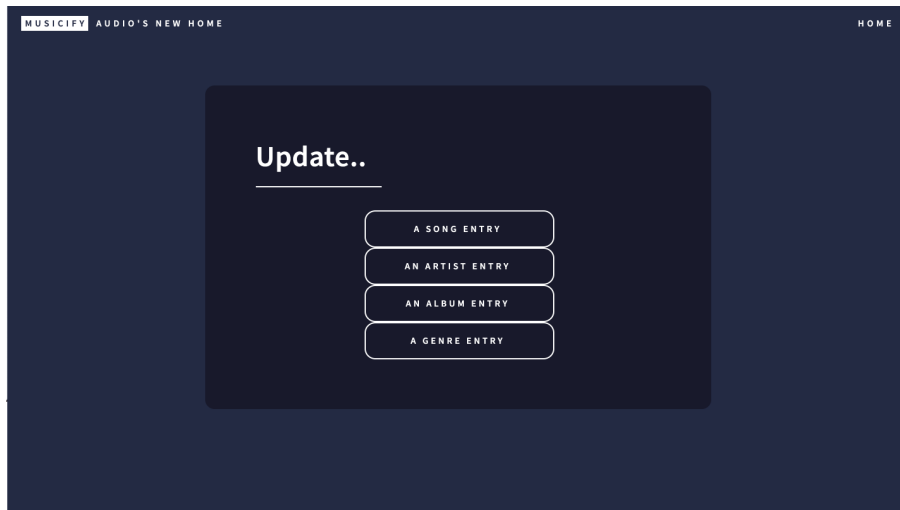 MUSICIFY AUDIO'S NEW HOME HOME
Update..
A SONG ENTRY
AN ARTIST ENTRY
AN ALBUM ENTRY
A GENRE ENTRY